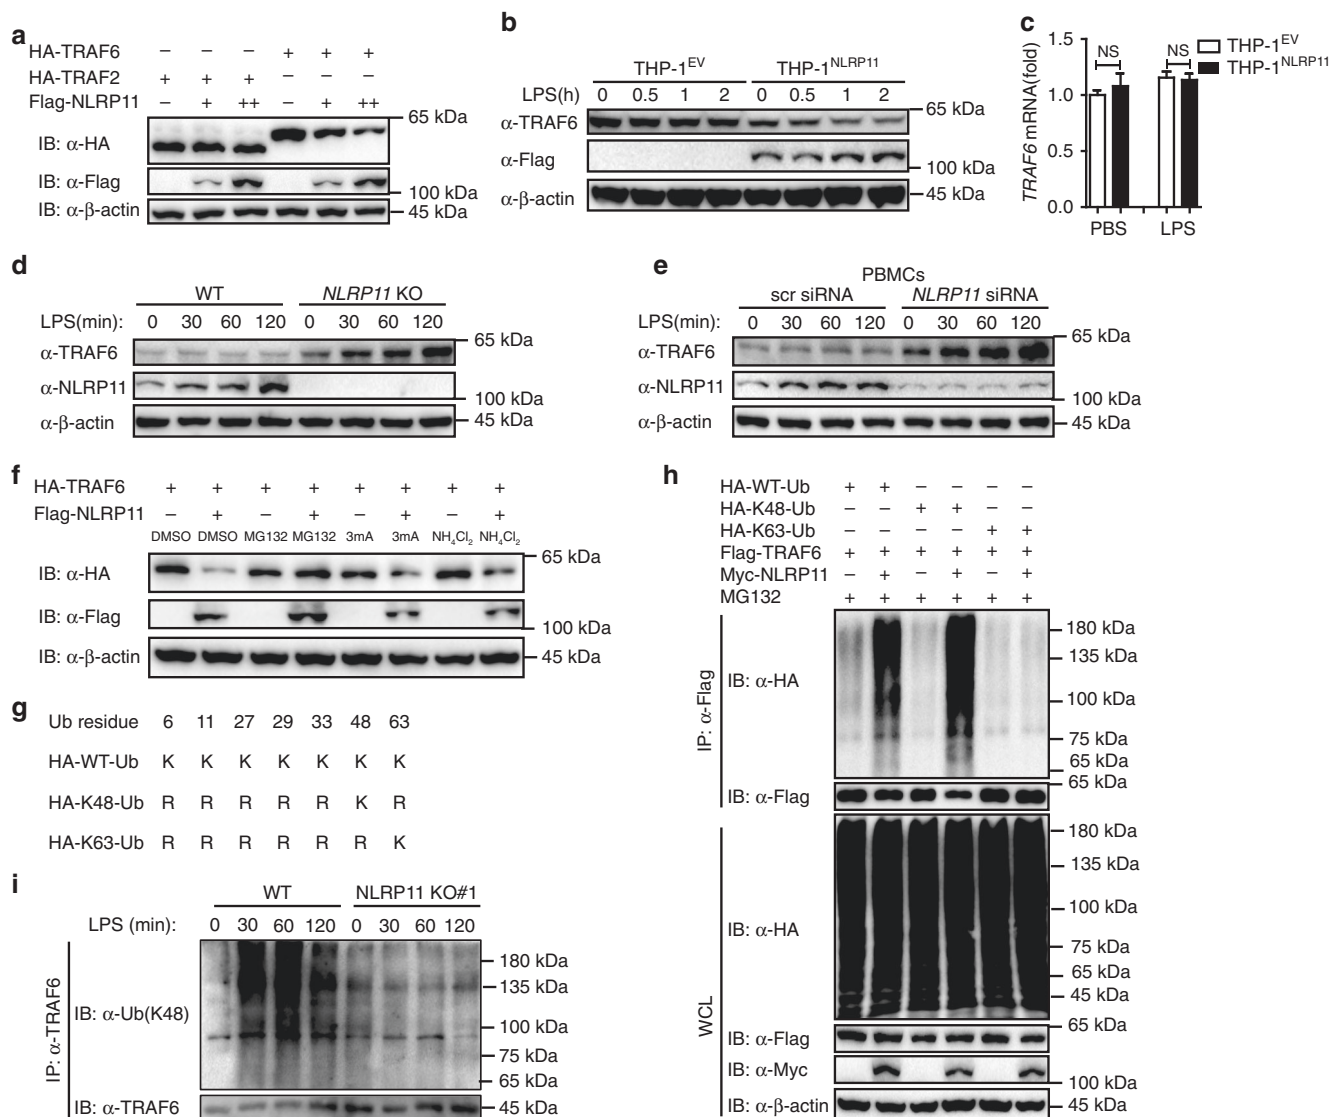 a
HA-TRAF6 – – – + + +
HA-TRAF2 + + + – – –
Flag-NLRP11 – + ++ – + ++
IB: α-HA
65 kDa
IB: α-Flag
100 kDa
IB: α-β-actin
45 kDa
b
THP-1EV THP-1NLRP11
LPS(h) 0 0.5 1 2 0 0.5 1 2
65 kDa
α-TRAF6
α-Flag
100 kDa
α-β-actin
45 kDa
c
TRAF6 mRNA(fold)
1.5
1.0
0.5
0.0
NS NS
PBS LPS
THP-1EV
THP-1NLRP11
d
WT NLRP11 KO
LPS(min): 0 30 60 120 0 30 60 120
65 kDa
α-TRAF6
α-NLRP11
100 kDa
α-β-actin
45 kDa
e
PBMCs
scr siRNA NLRP11 siRNA
LPS(min): 0 30 60 120 0 30 60 120
65 kDa
α-TRAF6
α-NLRP11
100 kDa
α-β-actin
45 kDa
f
HA-TRAF6 + + + + + + + +
Flag-NLRP11 – + – + – + – +
DMSO DMSO MG132 MG132 3mA 3mA NH4Cl2 NH4Cl2
65 kDa
IB: α-HA
IB: α-Flag
100 kDa
IB: α-β-actin
45 kDa
g
Ub residue 6 11 27 29 33 48 63
HA-WT-Ub K K K K K K K
HA-K48-Ub R R R R R K R
HA-K63-Ub R R R R R R K
h
HA-WT-Ub + + – – – –
HA-K48-Ub – – + + – –
HA-K63-Ub – – – – + +
Flag-TRAF6 + + + + + +
Myc-NLRP11 – + – + – +
MG132 + + + + + +
IP: α-Flag
IB: α-HA
180 kDa
135 kDa
100 kDa
75 kDa
65 kDa
65 kDa
IB: α-Flag
WCL
IB: α-HA
180 kDa
135 kDa
100 kDa
75 kDa
65 kDa
45 kDa
65 kDa
IB: α-Flag
IB: α-Myc
100 kDa
IB: α-β-actin
45 kDa
i
WT NLRP11 KO#1
LPS (min): 0 30 60 120 0 30 60 120
IP: α-TRAF6
IB: α-Ub(K48)
180 kDa
135 kDa
100 kDa
75 kDa
65 kDa
IB: α-TRAF6
45 kDa